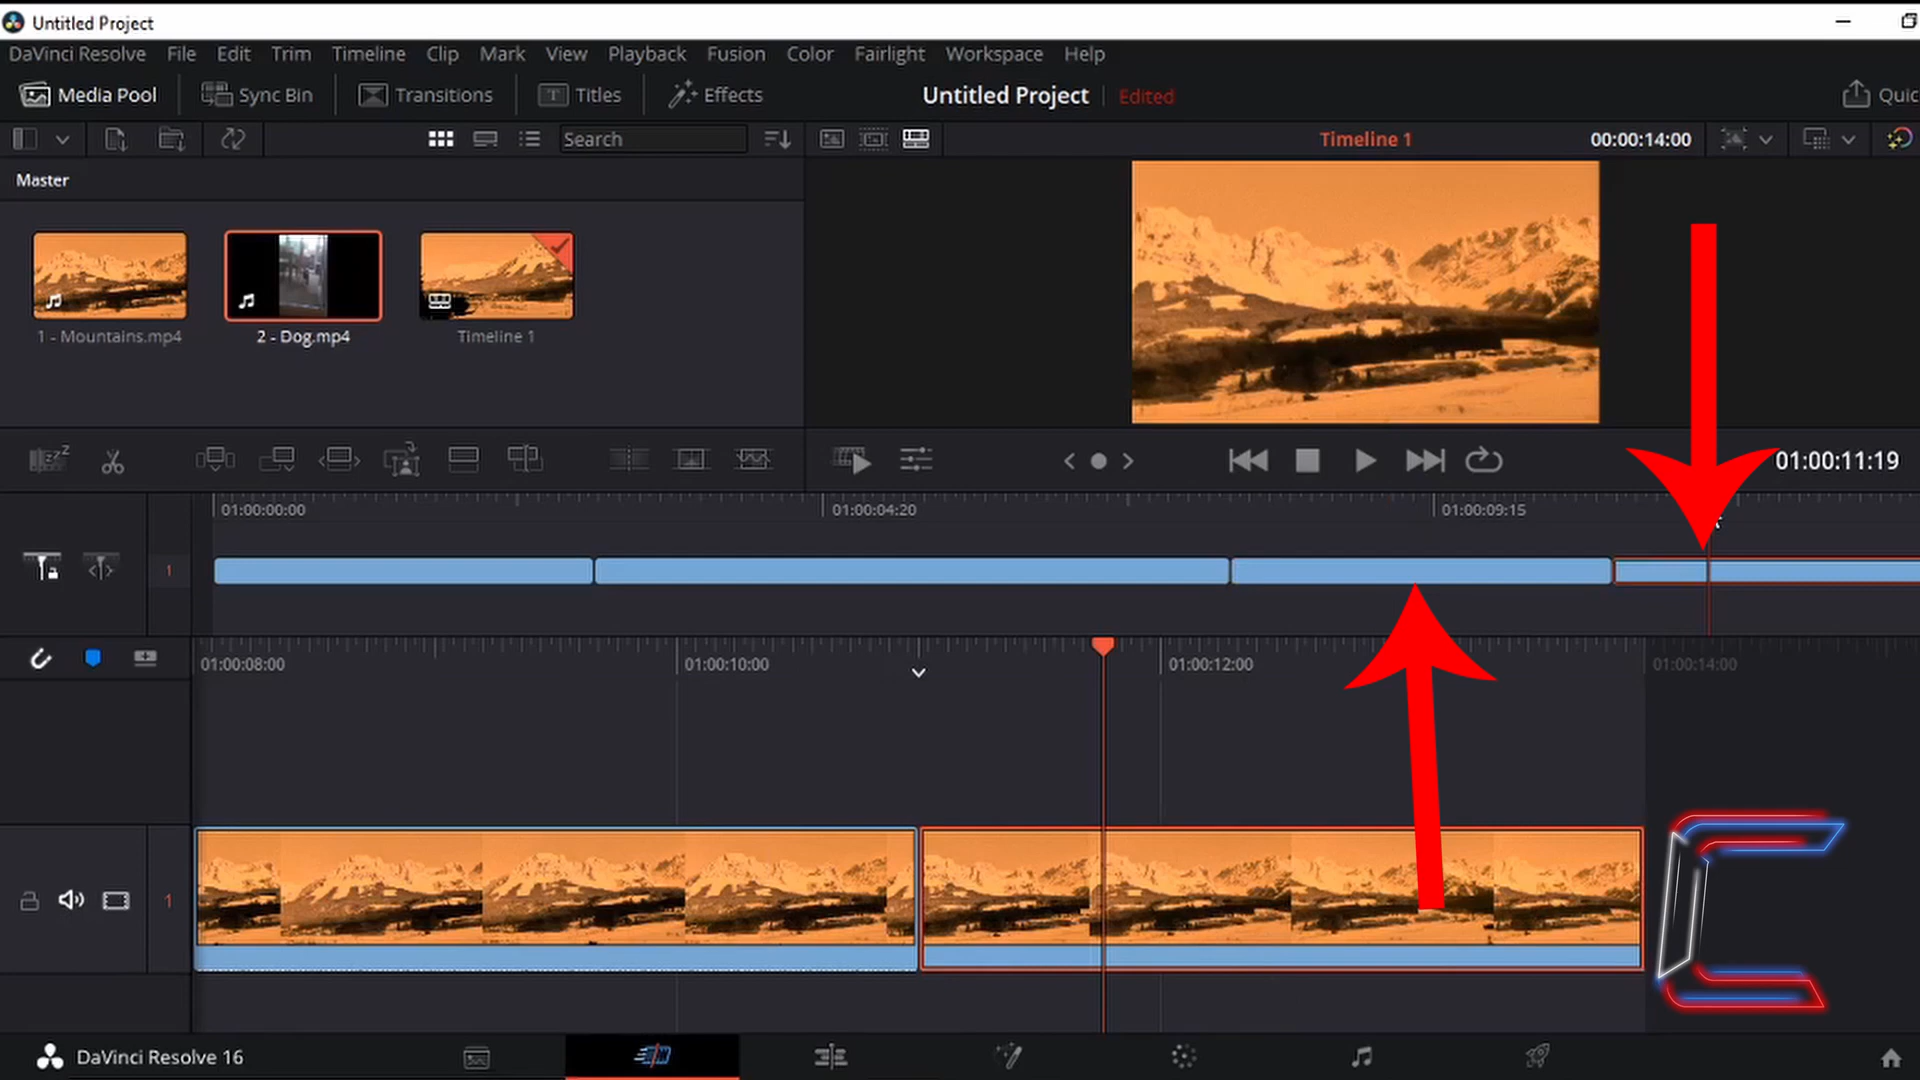 Untitled Project
DaVinci Resolve File Edit Trim Timeline Clip Mark View Playback Fusion Color Fairlight Workspace Help
Media Pool Sync Bin Transitions Titles Effects Untitled Project Edited Quic
Search Timeline 1 00:00:14:00
Master
1 - Mountains.mp4 2 - Dog.mp4 Timeline 1
01:00:11:19
01:00:00:00 01:00:04:20 01:00:09:15
1
01:00:08:00 01:00:10:00 01:00:12:00 01:00:14:00
1
DaVinci Resolve 16